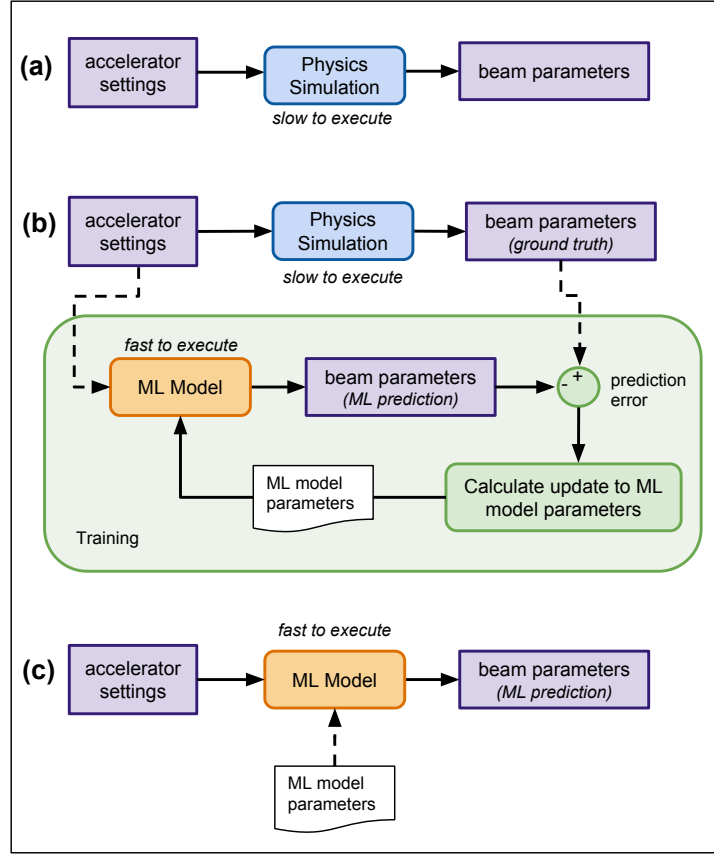 (a)
accelerator
settings
Physics
Simulation
slow to execute
beam parameters
(b)
accelerator
settings
Physics
Simulation
slow to execute
beam parameters
(ground truth)
fast to execute
ML Model
beam parameters
(ML prediction)
- +
prediction
error
ML model
parameters
Calculate update to ML
model parameters
Training
(c)
accelerator
settings
fast to execute
ML Model
beam parameters
(ML prediction)
ML model
parameters